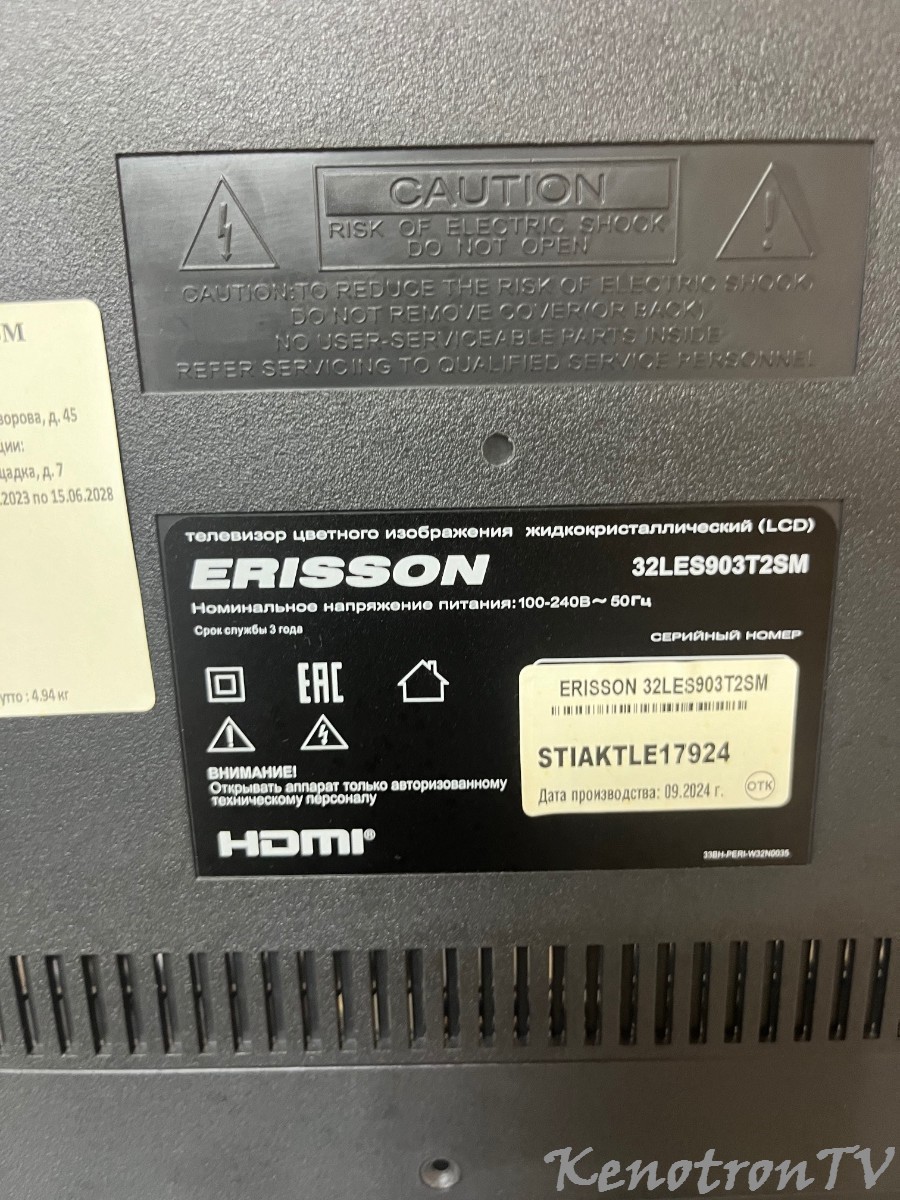 CAUTION
RISK OF ELECTRIC SHOCK
DO NOT OPEN
CAUTION:TO REDUCE THE RISK OF ELECTRIC SHOCK,
DO NOT REMOVE COVER(OR BACK)
NO USER-SERVICEABLE PARTS INSIDE
REFER SERVICING TO QUALIFIED SERVICE PERSONNEL
SM
д. 45
д. 7
2023 по 15.06.2028
: 4.94 кг
телевизор цветного изображения жидкокристаллический (LCD)
ERISSON 32LES903T2SM
Номинальное напряжение питания:100-240В~ 50Гц
Срок службы 3 года
СЕРИЙНЫЙ НОМЕР
EAC
ERISSON 32LES903T2SM
STIAKTLE17924
Дата производства: 09.2024 г. ОТК
ВНИМАНИЕ!
Открывать аппарат только авторизованному
техническому персоналу
HDMI®
33BH-PERI-W32N0035
KenotronTV